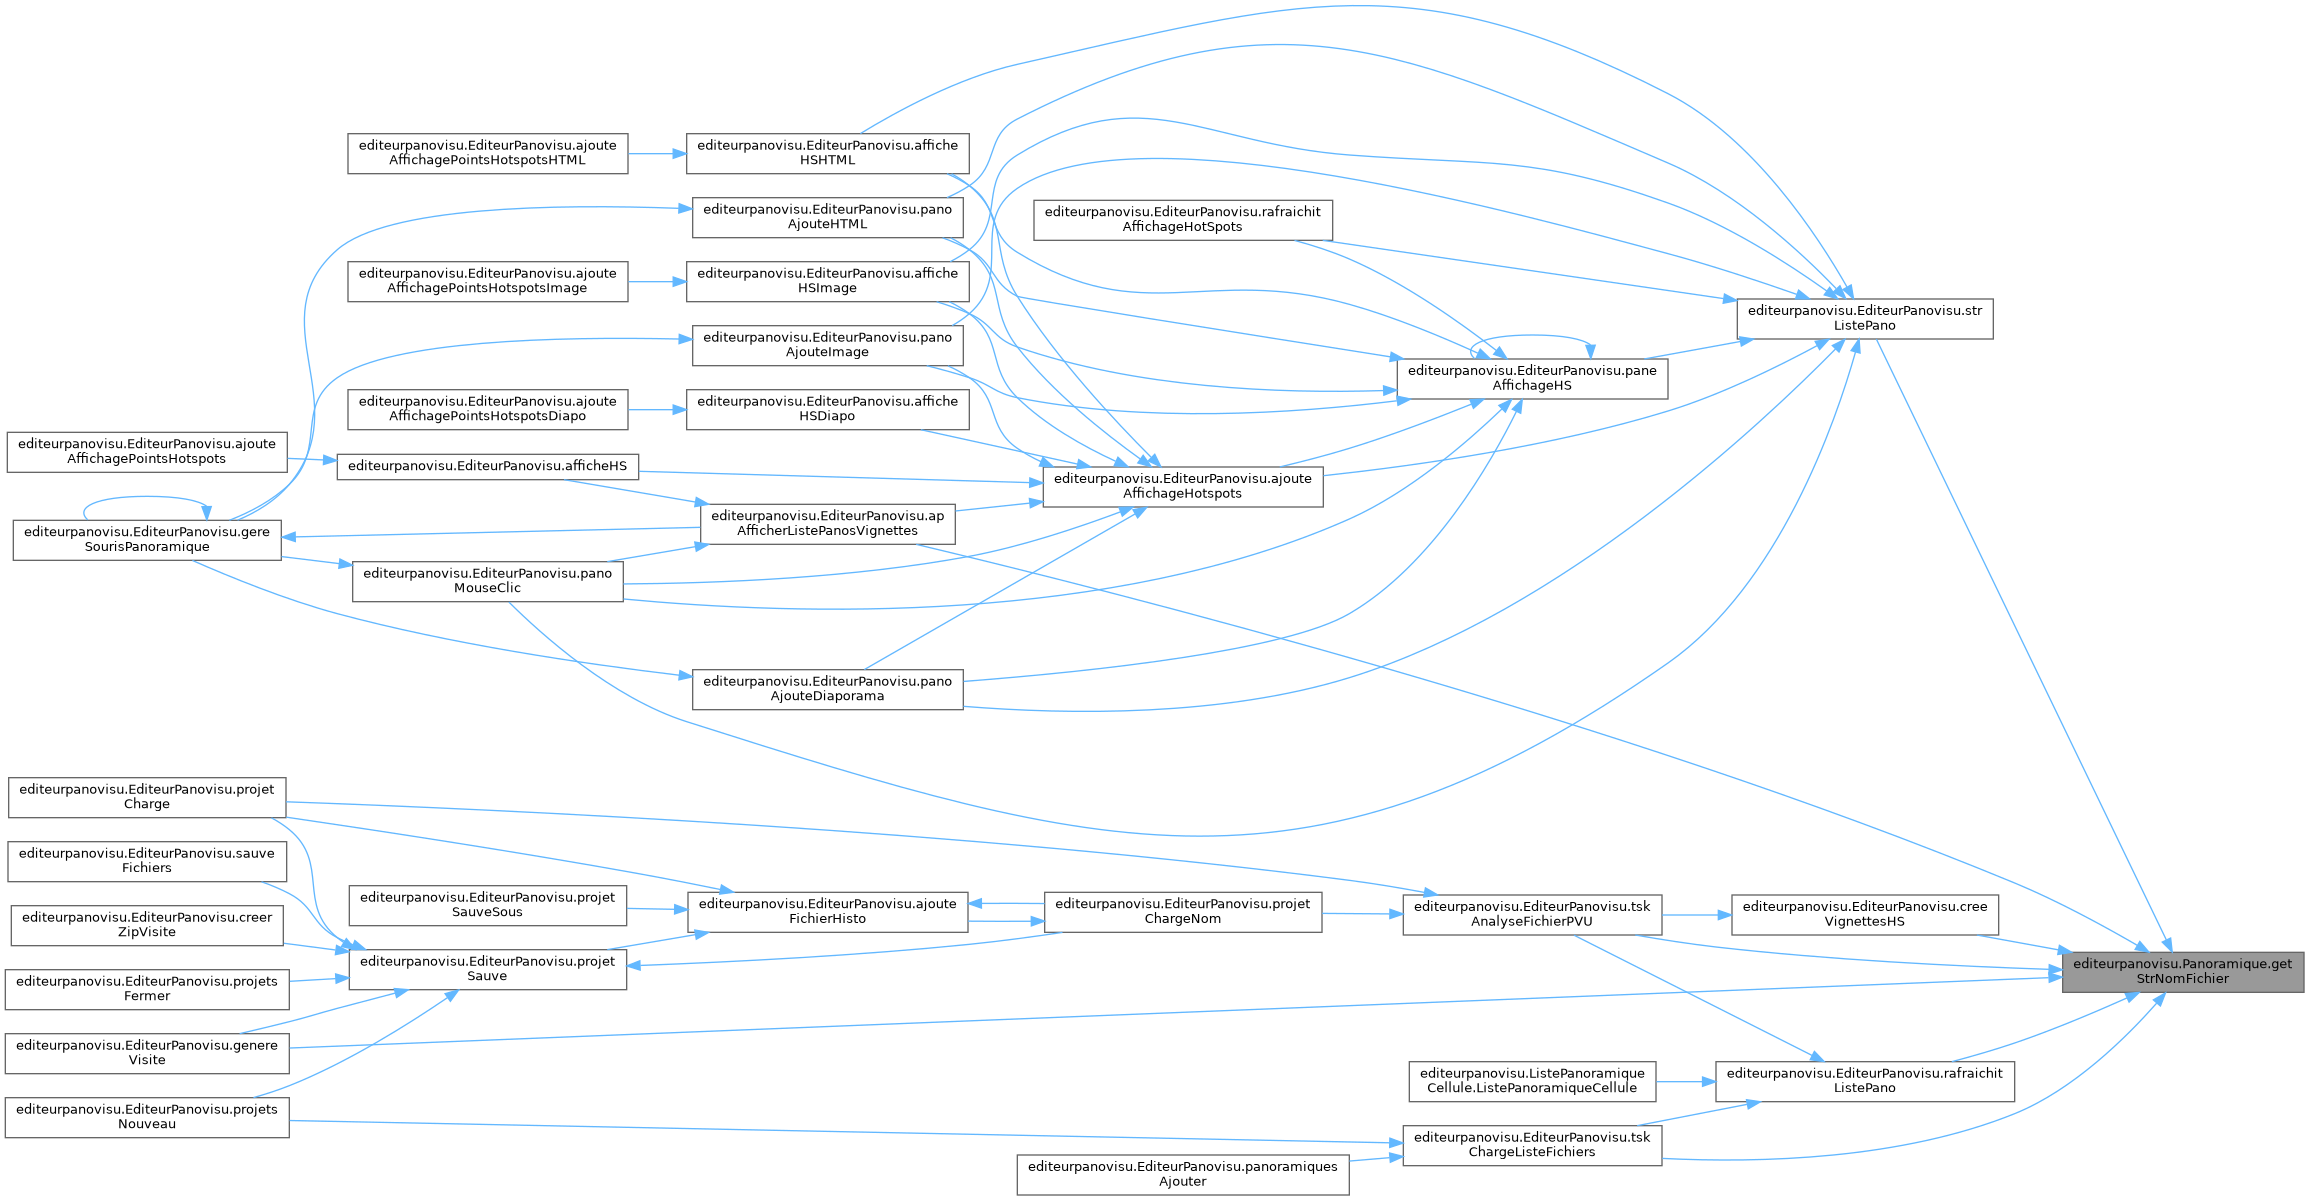 editeurpanovisu.EditeurPanovisu.ajoute
AffichagePointsHotspotsHTML
editeurpanovisu.EditeurPanovisu.affiche
HSHTML
editeurpanovisu.EditeurPanovisu.pano
AjouteHTML
editeurpanovisu.EditeurPanovisu.rafraichit
AffichageHotSpots
editeurpanovisu.EditeurPanovisu.ajoute
AffichagePointsHotspotsImage
editeurpanovisu.EditeurPanovisu.affiche
HSImage
editeurpanovisu.EditeurPanovisu.str
ListePano
editeurpanovisu.EditeurPanovisu.pano
AjouteImage
editeurpanovisu.EditeurPanovisu.pane
AffichageHS
editeurpanovisu.EditeurPanovisu.ajoute
AffichagePointsHotspotsDiapo
editeurpanovisu.EditeurPanovisu.affiche
HSDiapo
editeurpanovisu.EditeurPanovisu.ajoute
AffichagePointsHotspots
editeurpanovisu.EditeurPanovisu.afficheHS
editeurpanovisu.EditeurPanovisu.ajoute
AffichageHotspots
editeurpanovisu.EditeurPanovisu.gere
SourisPanoramique
editeurpanovisu.EditeurPanovisu.ap
AfficherListePanosVignettes
editeurpanovisu.EditeurPanovisu.pano
MouseClic
editeurpanovisu.EditeurPanovisu.pano
AjouteDiaporama
editeurpanovisu.EditeurPanovisu.projet
Charge
editeurpanovisu.EditeurPanovisu.sauve
Fichiers
editeurpanovisu.EditeurPanovisu.projet
SauveSous
editeurpanovisu.EditeurPanovisu.ajoute
FichierHisto
editeurpanovisu.EditeurPanovisu.projet
ChargeNom
editeurpanovisu.EditeurPanovisu.tsk
AnalyseFichierPVU
editeurpanovisu.EditeurPanovisu.cree
VignettesHS
editeurpanovisu.EditeurPanovisu.creer
ZipVisite
editeurpanovisu.EditeurPanovisu.projet
Sauve
editeurpanovisu.Panoramique.get
StrNomFichier
editeurpanovisu.EditeurPanovisu.projets
Fermer
editeurpanovisu.EditeurPanovisu.genere
Visite
editeurpanovisu.ListePanoramique
Cellule.ListePanoramiqueCellule
editeurpanovisu.EditeurPanovisu.rafraichit
ListePano
editeurpanovisu.EditeurPanovisu.projets
Nouveau
editeurpanovisu.EditeurPanovisu.tsk
ChargeListeFichiers
editeurpanovisu.EditeurPanovisu.panoramiques
Ajouter